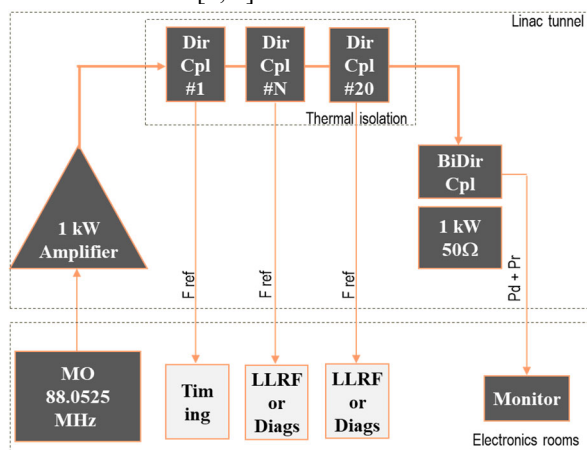 Linac tunnel
Dir
Cpl
#1
Dir
Cpl
#N
Dir
Cpl
#20
Thermal isolation
BiDir
Cpl
1 kW
Amplifier
1 kW
50Ω
F ref
F ref
F ref
Pd + Pr
MO
88.0525
MHz
Tim
ing
LLRF
or
Diags
LLRF
or
Diags
Monitor
Electronics rooms